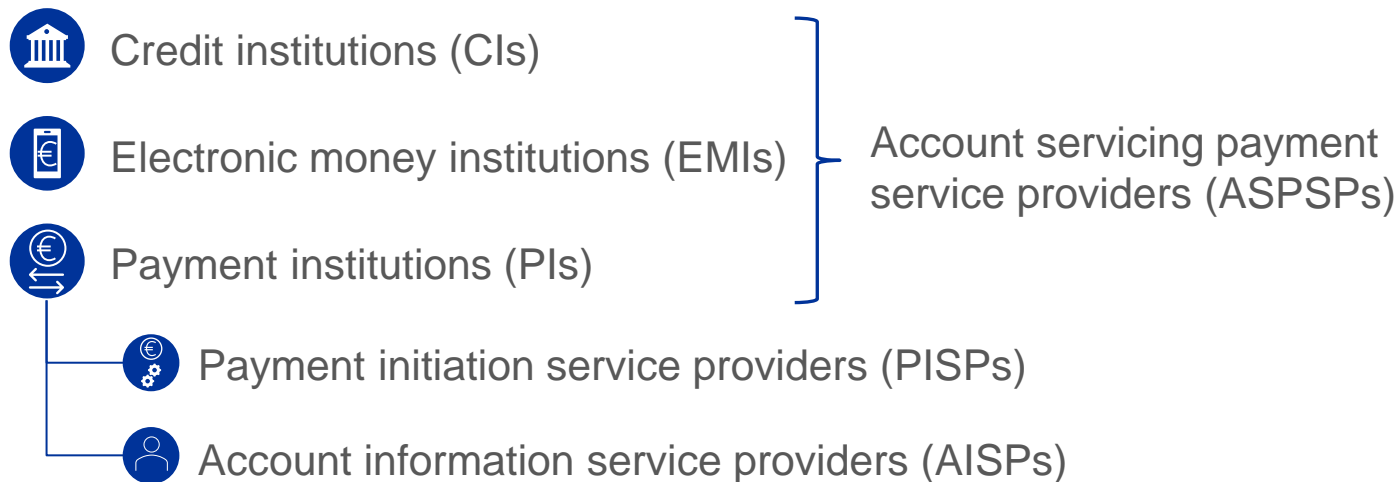 Credit institutions (CIs)
Electronic money institutions (EMIs)
Payment institutions (PIs)
Account servicing payment
service providers (ASPSPs)
Payment initiation service providers (PISPs)
Account information service providers (AISPs)